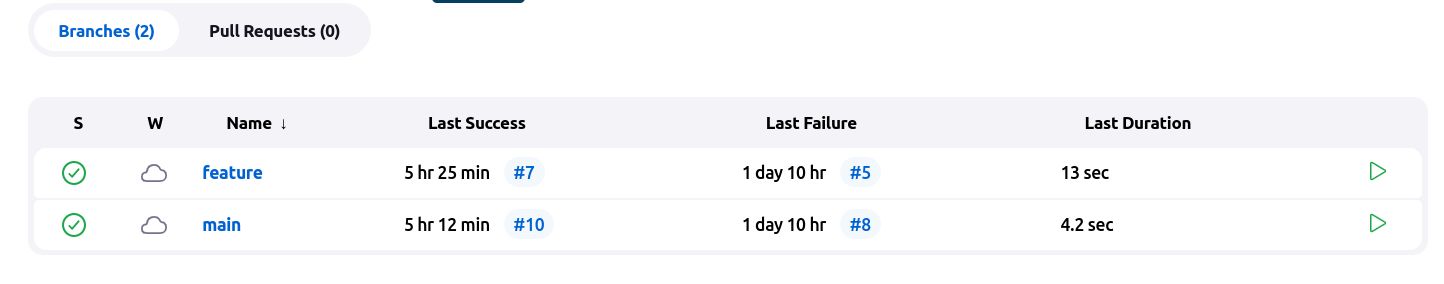 Branches (2) Pull Requests (0)
S W Name ↓ Last Success Last Failure Last Duration
feature 5 hr 25 min #7 1 day 10 hr #5 13 sec
main 5 hr 12 min #10 1 day 10 hr #8 4.2 sec